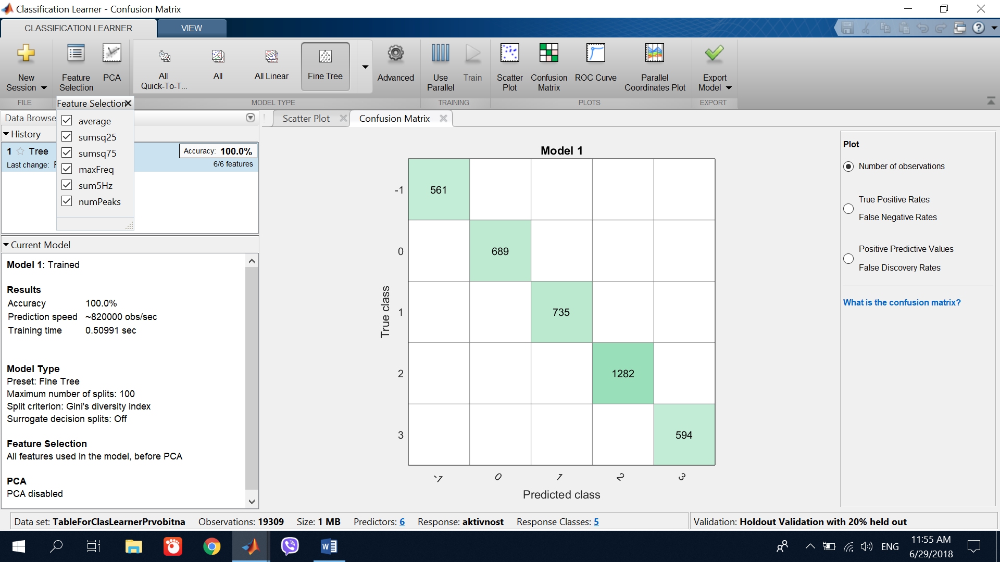 Classification Learner - Confusion Matrix
CLASSIFICATION LEARNER
VIEW
New Session
Feature Selection
PCA
All Quick-To-T...
All
All Linear
Fine Tree
Advanced
Use Parallel
Train
Scatter Plot
Confusion Matrix
ROC Curve
Parallel Coordinates Plot
Export Model
FILE
MODEL TYPE
TRAINING
PLOTS
EXPORT
Feature Selection
average
sumsq25
sumsq75
maxFreq
sum5Hz
numPeaks
Data Browse
History
1 Tree
Accuracy: 100.0%
Last change:
6/6 features
Current Model
Model 1: Trained
Results
Accuracy 100.0%
Prediction speed ~820000 obs/sec
Training time 0.50991 sec
Model Type
Preset: Fine Tree
Maximum number of splits: 100
Split criterion: Gini's diversity index
Surrogate decision splits: Off
Feature Selection
All features used in the model, before PCA
PCA
PCA disabled
Scatter Plot
Confusion Matrix
Model 1
True class
-1 561
0 689
1 735
2 1282
3 594
-1 0 1 2 3
Predicted class
Plot
Number of observations
True Positive Rates
False Negative Rates
Positive Predictive Values
False Discovery Rates
What is the confusion matrix?
Data set: TableForClasLearnerPrvobitna Observations: 19309 Size: 1 MB Predictors: 6 Response: aktivnost Response Classes: 5
Validation: Holdout Validation with 20% held out
ENG
11:55 AM
6/29/2018